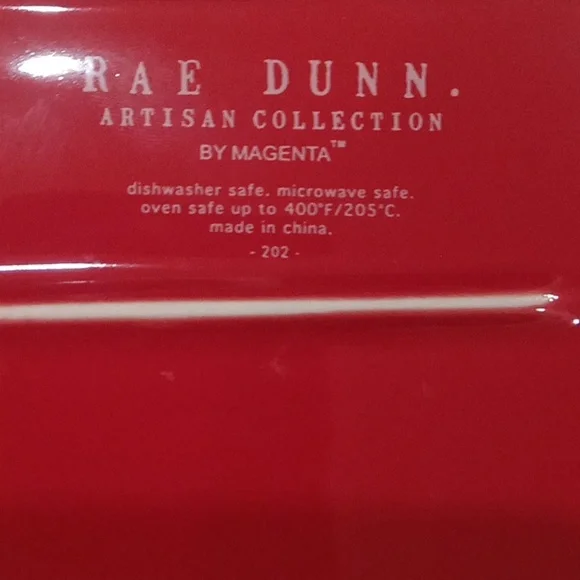 RAE DUNN.
ARTISAN COLLECTION
BY MAGENTA™
dishwasher safe. microwave safe.
oven safe up to 400°F/205°C.
made in china.
- 202 -